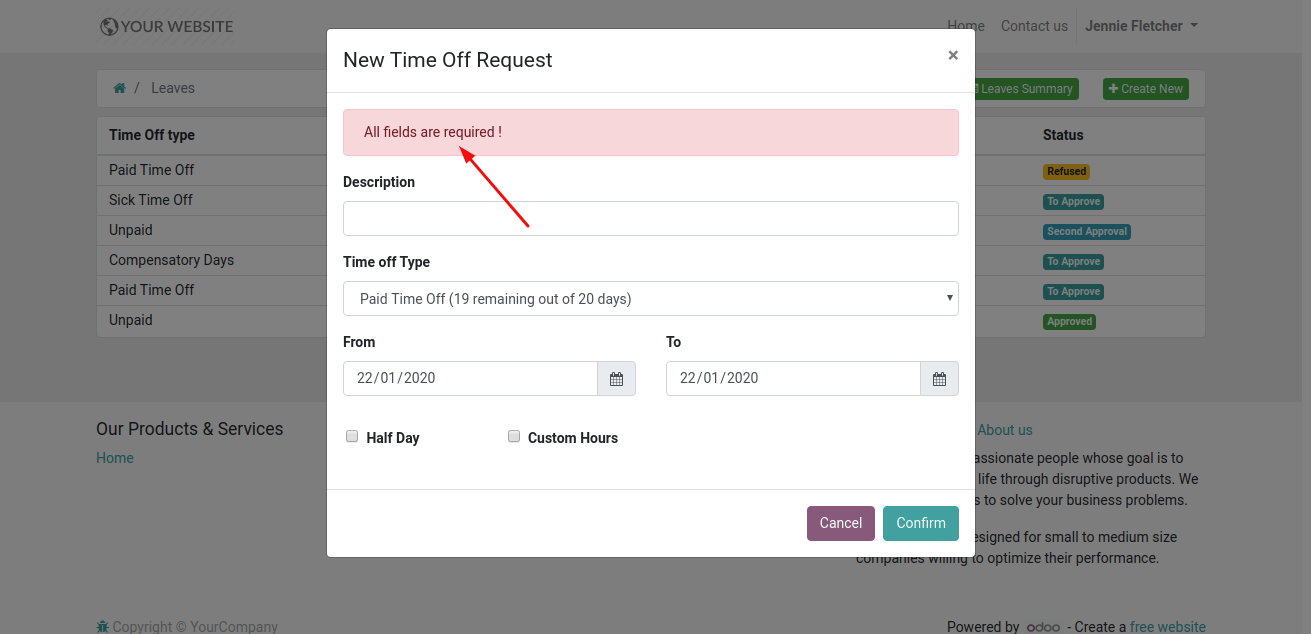 YOUR WEBSITE
Home Contact us Jennie Fletcher
/ Leaves
Leaves Summary
Create New
Time Off type
Status
Paid Time Off
Refused
Sick Time Off
To Approve
Unpaid
Second Approval
Compensatory Days
To Approve
Paid Time Off
To Approve
Unpaid
Approved
New Time Off Request
×
All fields are required !
Description
Time off Type
Paid Time Off (19 remaining out of 20 days)
From
To
22/01/2020
22/01/2020
Half Day
Custom Hours
Cancel
Confirm
Our Products & Services
Home
About us
assionate people whose goal is to
life through disruptive products. We
s to solve your business problems.
esigned for small to medium size
companies willing to optimize their performance.
Copyright © YourCompany
Powered by odoo - Create a free website